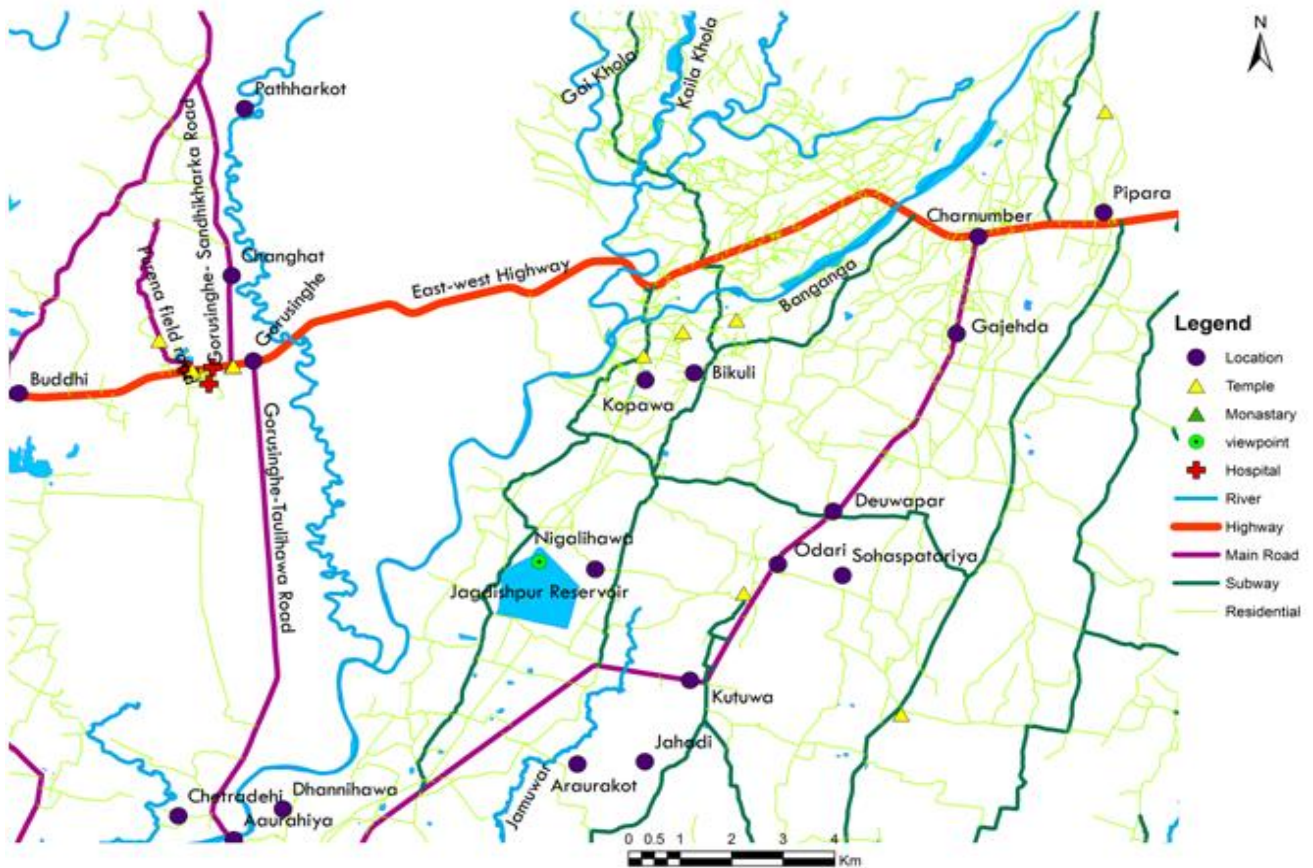 N
Gai Khola
Kaila Khola
Pathharkot
Gorusinghe- Sandhikharka Road
Pipara
Charnumber
Purena field road
Changhat
Gorusinghe
East-west Highway
Banganga
Gajehda
Buddhi
Bikuli
Kopawa
Gorusinghe-Taulihawa Road
Deuwapar
Nigalihawa
Odari
Sohaspatariya
Jagdishpur Reservoir
Kutuwa
Jahadi
Araurakot
Jamuwar
Chetradehi
Dhannihawa
Aaurahiya
0 0.5 1 2 3 4
Km
Legend
Location
Temple
Monastary
viewpoint
Hospital
River
Highway
Main Road
Subway
Residential